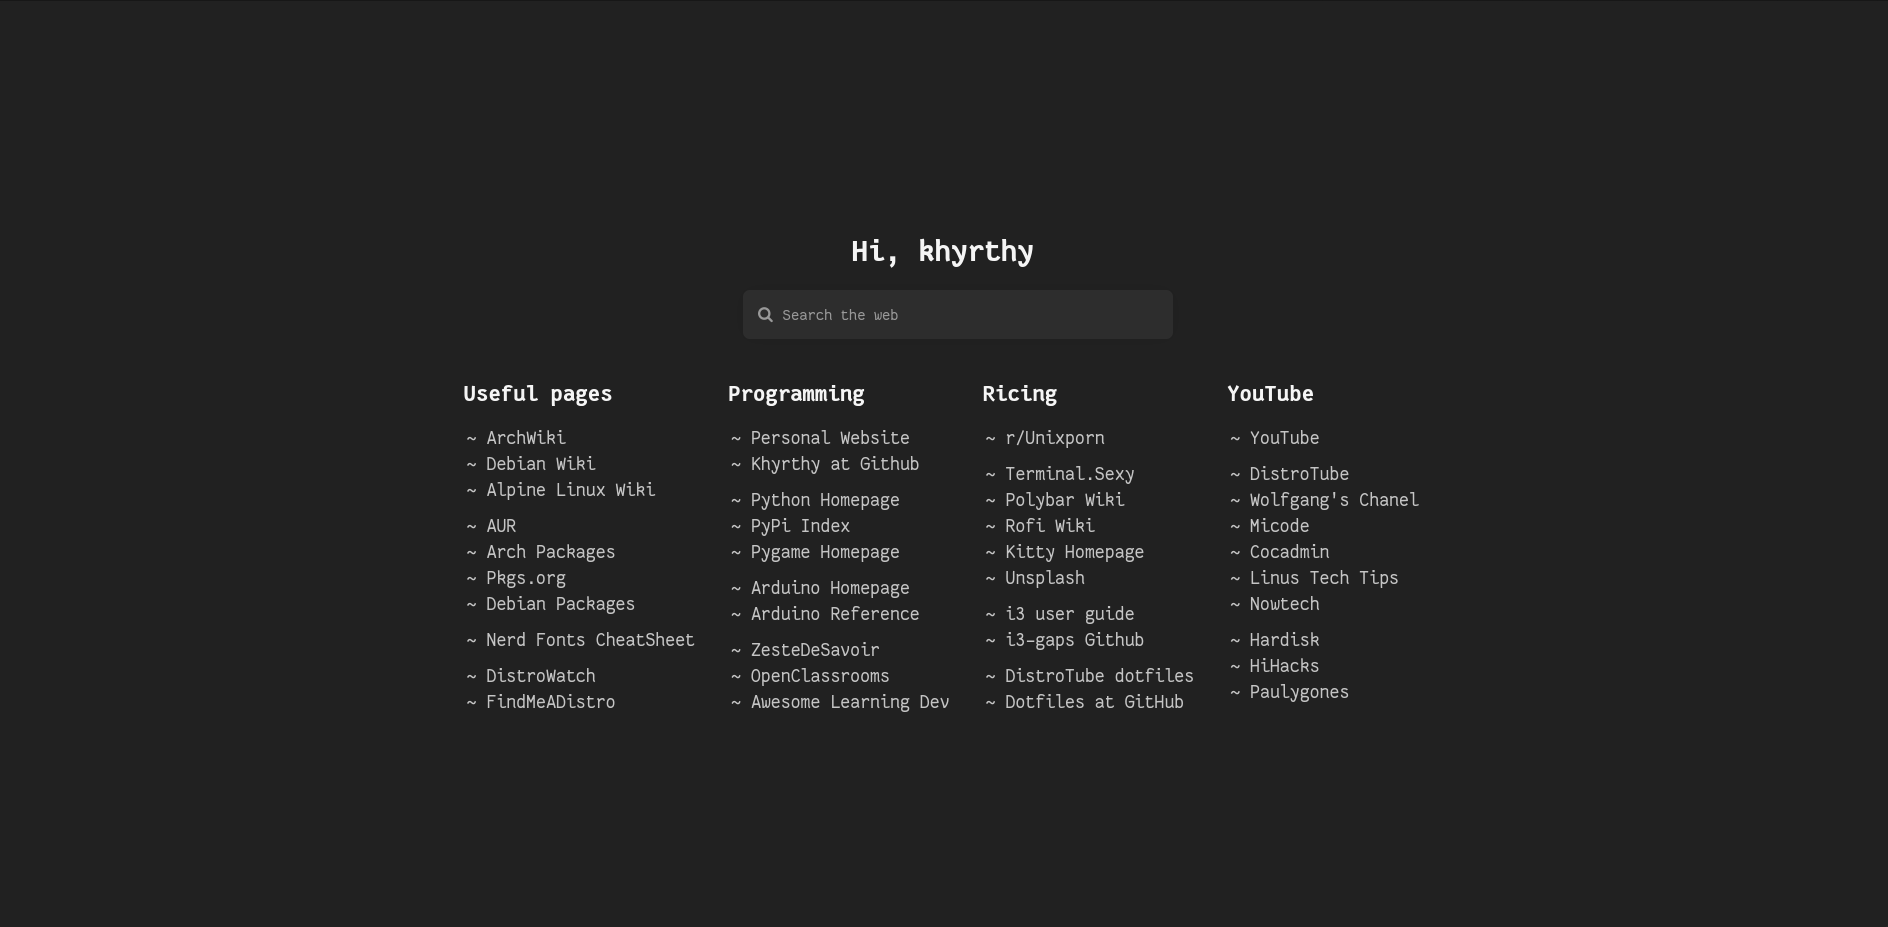 Hi, khyrthy
Search the web
Useful pages
~ ArchWiki
~ Debian Wiki
~ Alpine Linux Wiki
~ AUR
~ Arch Packages
~ Pkgs.org
~ Debian Packages
~ Nerd Fonts CheatSheet
~ DistroWatch
~ FindMeADistro
Programming
~ Personal Website
~ Khyrthy at Github
~ Python Homepage
~ PyPi Index
~ Pygame Homepage
~ Arduino Homepage
~ Arduino Reference
~ ZesteDeSavoir
~ OpenClassrooms
~ Awesome Learning Dev
Ricing
~ r/Unixporn
~ Terminal.Sexy
~ Polybar Wiki
~ Rofi Wiki
~ Kitty Homepage
~ Unsplash
~ i3 user guide
~ i3-gaps Github
~ DistroTube dotfiles
~ Dotfiles at GitHub
YouTube
~ YouTube
~ DistroTube
~ Wolfgang's Chanel
~ Micode
~ Cocadmin
~ Linus Tech Tips
~ Nowtech
~ Hardisk
~ HiHacks
~ Paulygones